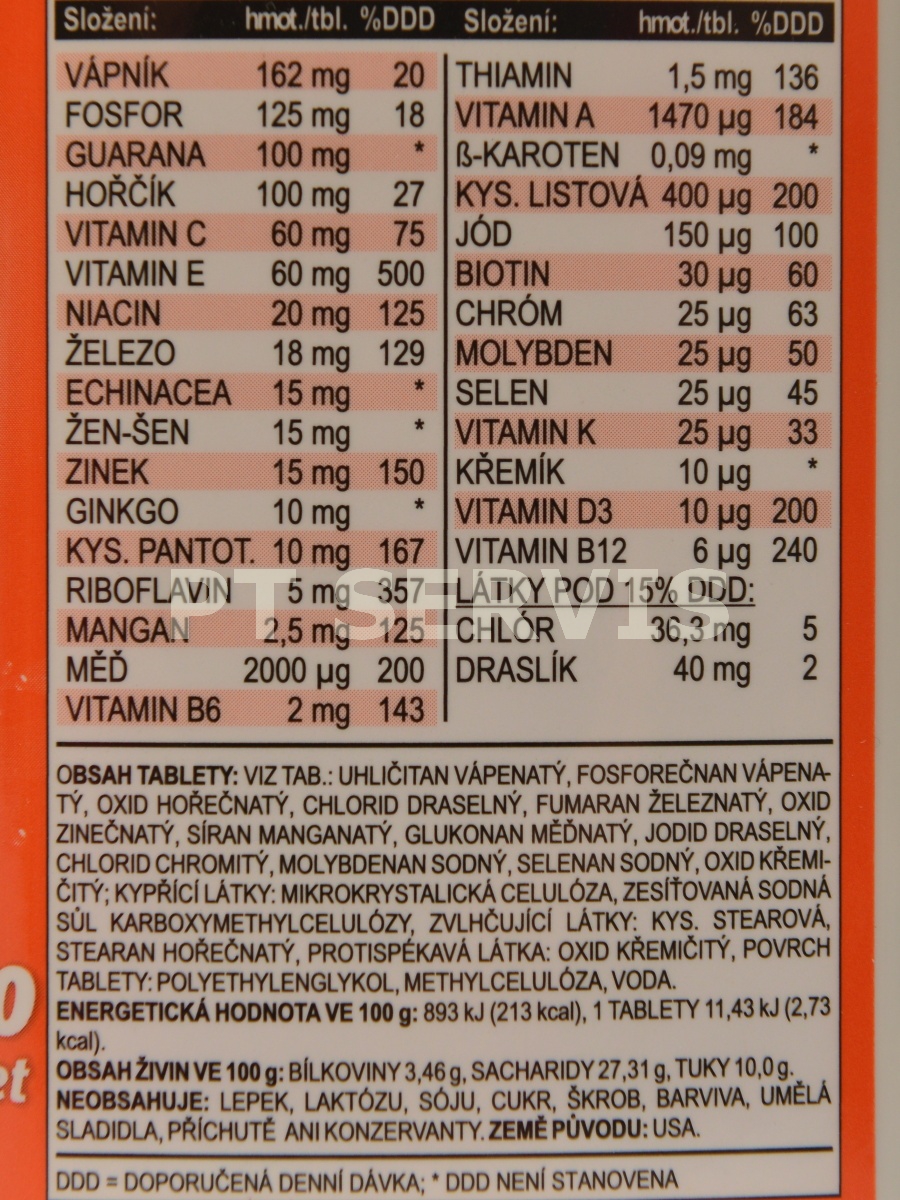 Složení: hmot./tbl. %DDD
VÁPNÍK 162 mg 20
FOSFOR 125 mg 18
GUARANA 100 mg *
HOŘČÍK 100 mg 27
VITAMIN C 60 mg 75
VITAMIN E 60 mg 500
NIACIN 20 mg 125
ŽELEZO 18 mg 129
ECHINACEA 15 mg *
ŽEN-ŠEN 15 mg *
ZINEK 15 mg 150
GINKGO 10 mg *
KYS. PANTOT. 10 mg 167
RIBOFLAVIN 5 mg 357
MANGAN 2,5 mg 125
MĚĎ 2000 µg 200
VITAMIN B6 2 mg 143
Složení: hmot./tbl. %DDD
THIAMIN 1,5 mg 136
VITAMIN A 1470 µg 184
ß-KAROTEN 0,09 mg *
KYS. LISTOVÁ 400 µg 200
JÓD 150 µg 100
BIOTIN 30 µg 60
CHRÓM 25 µg 63
MOLYBDEN 25 µg 50
SELEN 25 µg 45
VITAMIN K 25 µg 33
KŘEMÍK 10 µg *
VITAMIN D3 10 µg 200
VITAMIN B12 6 µg 240
LÁTKY POD 15% DDD:
CHLÓR 36,3 mg 5
DRASLÍK 40 mg 2
PT SERVIS
OBSAH TABLETY: VIZ TAB.: UHLIČITAN VÁPENATÝ, FOSFOREČNAN VÁPENA-
TÝ, OXID HOŘEČNATÝ, CHLORID DRASELNÝ, FUMARAN ŽELEZNATÝ, OXID
ZINEČNATÝ, SÍRAN MANGANATÝ, GLUKONAN MĚĎNATÝ, JODID DRASELNÝ,
CHLORID CHROMITÝ, MOLYBDENAN SODNÝ, SELENAN SODNÝ, OXID KŘEMI-
ČITÝ; KYPŘÍCÍ LÁTKY: MIKROKRYSTALICKÁ CELULÓZA, ZESÍŤOVANÁ SODNÁ
SŮL KARBOXYMETHYLCELULÓZY, ZVLHČUJÍCÍ LÁTKY: KYS. STEAROVÁ,
STEARAN HOŘEČNATÝ, PROTISPÉKAVÁ LÁTKA: OXID KŘEMIČITÝ, POVRCH
TABLETY: POLYETHYLENGLYKOL, METHYLCELULÓZA, VODA.
ENERGETICKÁ HODNOTA VE 100 g: 893 kJ (213 kcal), 1 TABLETY 11,43 kJ (2,73
kcal).
OBSAH ŽIVIN VE 100 g: BÍLKOVINY 3,46 g, SACHARIDY 27,31 g, TUKY 10,0 g.
NEOBSAHUJE: LEPEK, LAKTÓZU, SÓJU, CUKR, ŠKROB, BARVIVA, UMĚLÁ
SLADIDLA, PŘÍCHUTĚ ANI KONZERVANTY. ZEMĚ PŮVODU: USA.
DDD = DOPORUČENÁ DENNÍ DÁVKA; * DDD NENÍ STANOVENA